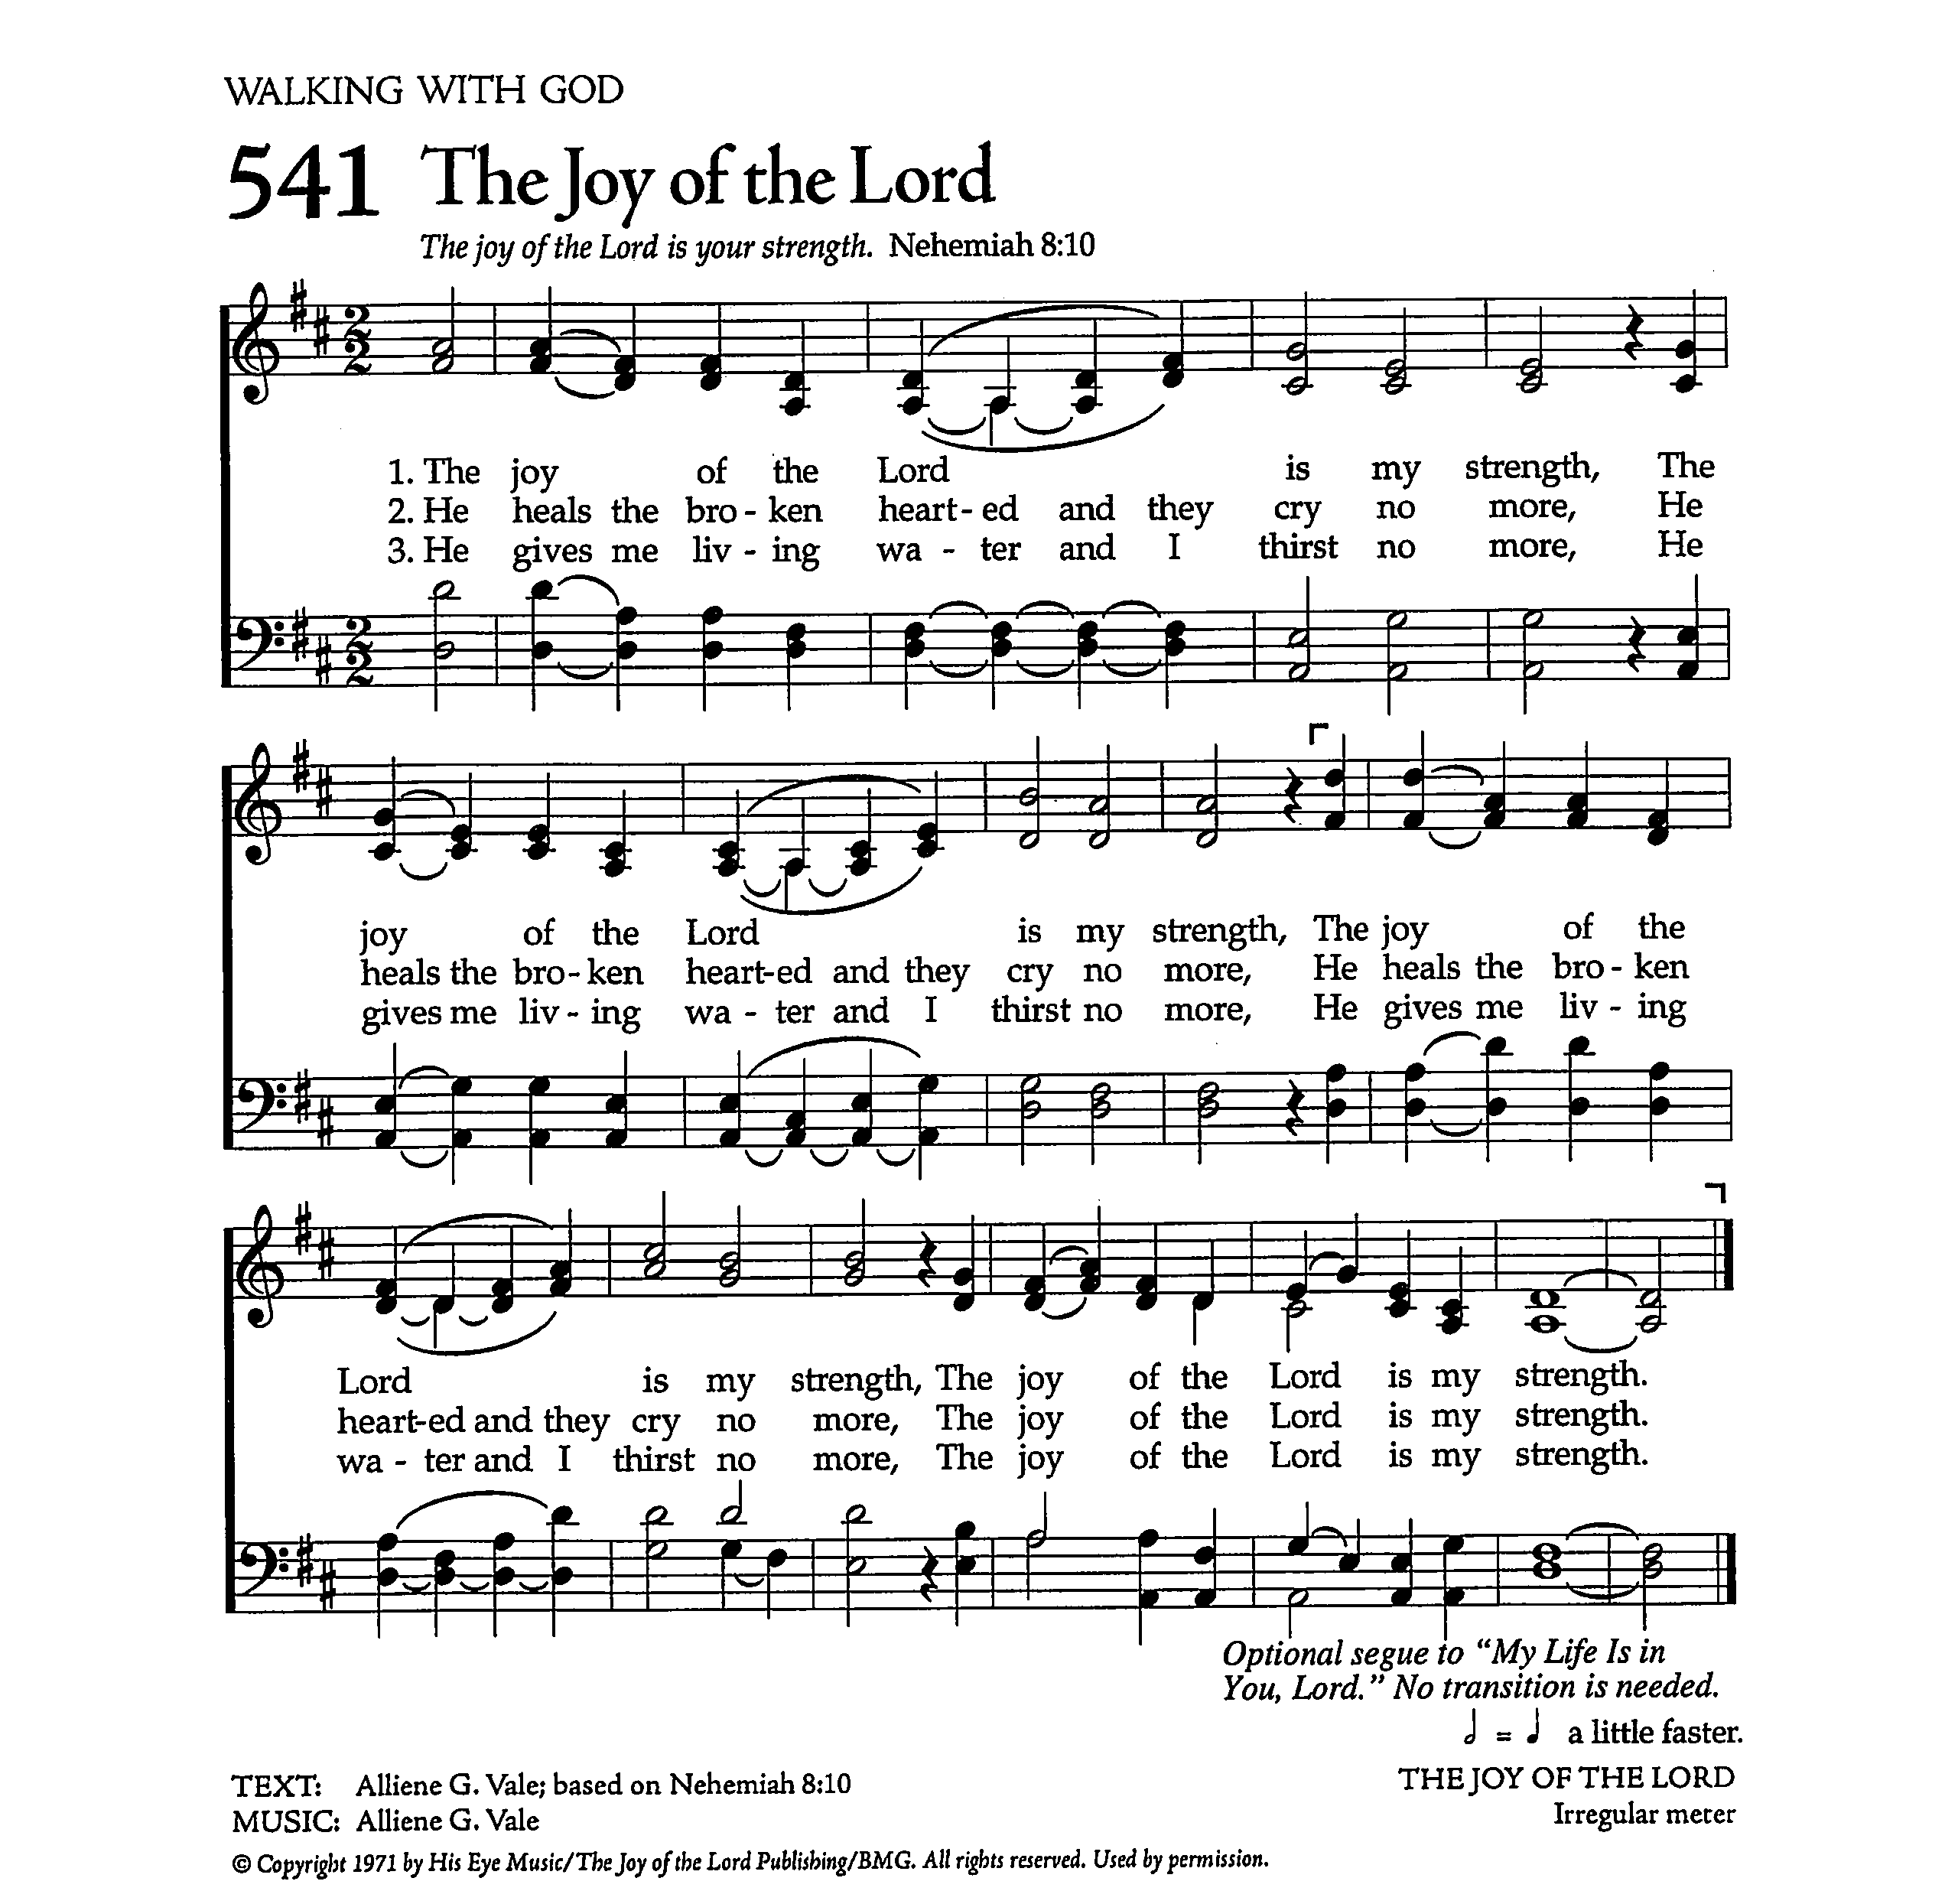 WALKING WITH GOD
541 The Joy of the Lord
The joy of the Lord is your strength. Nehemiah 8:10
1. The joy of the Lord is my strength, The
2. He heals the bro - ken heart - ed and they cry no more, He
3. He gives me liv - ing wa - ter and I thirst no more, He
joy of the Lord is my strength, The joy of the
heals the bro - ken heart-ed and they cry no more, He heals the bro - ken
gives me liv - ing wa - ter and I thirst no more, He gives me liv - ing
Lord is my strength, The joy of the Lord is my strength.
heart-ed and they cry no more, The joy of the Lord is my strength.
wa - ter and I thirst no more, The joy of the Lord is my strength.
Optional segue to “My Life Is in
You, Lord.” No transition is needed.
𝅗𝅥 = 𝅘𝅥 a little faster.
TEXT: Alliene G. Vale; based on Nehemiah 8:10
THE JOY OF THE LORD
MUSIC: Alliene G. Vale
Irregular meter
© Copyright 1971 by His Eye Music/The Joy of the Lord Publishing/BMG. All rights reserved. Used by permission.